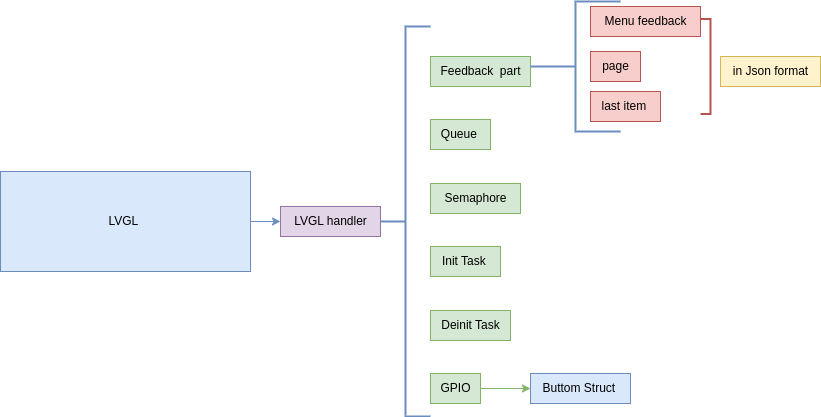 Menu feedback
page
last item
in Json format
Feedback part
Queue
Semaphore
LVGL
LVGL handler
Init Task
Deinit Task
GPIO
Buttom Struct